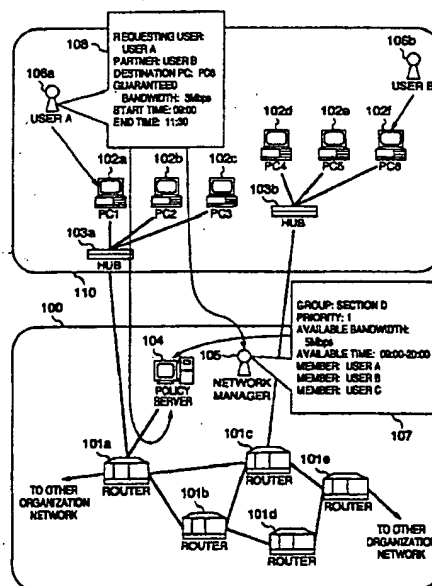 108
REQUESTING USER:
USER A
PARTNER: USER B
DESTINATION PC: PC6
GUARANTEED
BANDWIDTH: 3Mbps
START TIME: 09:00
END TIME: 11:30
106a
USER A
106b
USER B
102a
102b
102c
102d
102e
102f
PC1
PC2
PC3
PC4
PC5
PC6
103a
HUB
103b
HUB
110
100
104
POLICY
SERVER
105
NETWORK
MANAGER
GROUP: SECTION D
PRIORITY: 1
AVAILABLE BANDWIDTH:
5Mbps
AVAILABLE TIME: 09:00-20:00
MEMBER: USER A
MEMBER: USER B
MEMBER: USER C
107
101a
ROUTER
101b
ROUTER
101c
ROUTER
101d
ROUTER
101e
ROUTER
TO OTHER
ORGANIZATION
NETWORK
TO OTHER
ORGANIZATION
NETWORK